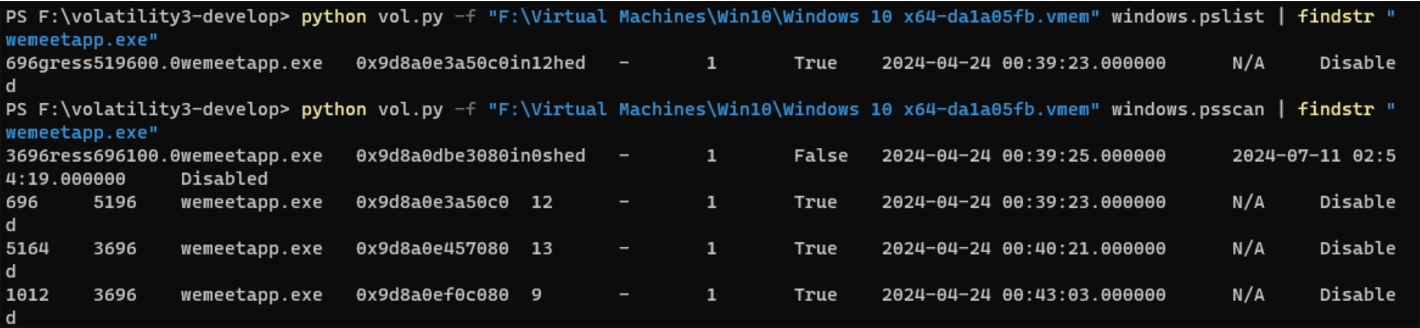 PS F:\volatility3-develop> python vol.py -f "F:\Virtual Machines\Win10\Windows 10 x64-da1a05fb.vmem" windows.pslist | findstr "
wemeetapp.exe"
696gress519600.0wemeetapp.exe   0x9d8a0e3a50c0in12hed   -       1       True    2024-04-24 00:39:23.000000      N/A     Disable
d
PS F:\volatility3-develop> python vol.py -f "F:\Virtual Machines\Win10\Windows 10 x64-da1a05fb.vmem" windows.psscan | findstr "
wemeetapp.exe"
3696ress696100.0wemeetapp.exe   0x9d8a0dbe3080in0shed   -       1       False   2024-04-24 00:39:25.000000      2024-07-11 02:5
4:19.000000     Disabled
696     5196    wemeetapp.exe   0x9d8a0e3a50c0  12      -       1       True    2024-04-24 00:39:23.000000      N/A     Disable
d
5164    3696    wemeetapp.exe   0x9d8a0e457080  13      -       1       True    2024-04-24 00:40:21.000000      N/A     Disable
d
1012    3696    wemeetapp.exe   0x9d8a0ef0c080  9       -       1       True    2024-04-24 00:43:03.000000      N/A     Disable
d